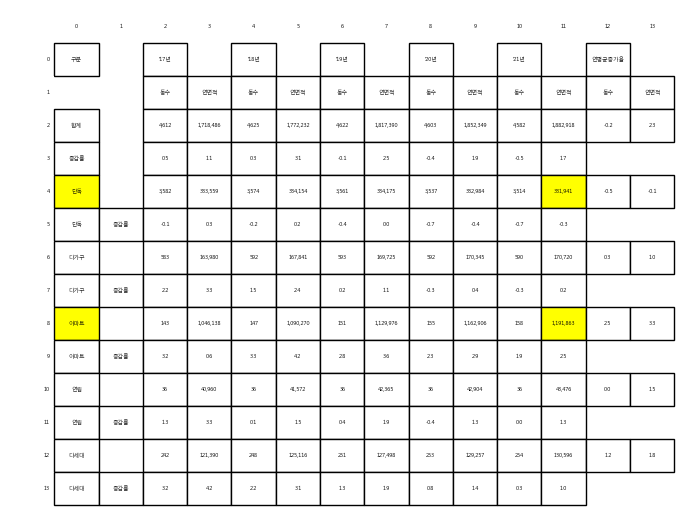 0 1 2 3 4 5 6 7 8 9 10 11 12 13
0 구분 '17년 '18년 '19년 '20년 '21년 연평균증가율
1 동수 연면적 동수 연면적 동수 연면적 동수 연면적 동수 연면적 동수 연면적
2 합계 4,612 1,718,486 4,625 1,772,232 4,622 1,817,390 4,603 1,852,349 4,582 1,882,918 -0.2 2.3
3 증감률 0.5 1.1 0.3 3.1 -0.1 2.5 -0.4 1.9 -0.5 1.7
4 단독 3,582 333,559 3,574 334,154 3,561 334,175 3,537 332,984 3,514 331,941 -0.5 -0.1
5 단독 증감률 -0.1 0.3 -0.2 0.2 -0.4 0.0 -0.7 -0.4 -0.7 -0.3
6 다가구 583 163,980 592 167,841 593 169,725 592 170,345 590 170,720 0.3 1.0
7 다가구 증감률 2.2 3.3 1.5 2.4 0.2 1.1 -0.3 0.4 -0.3 0.2
8 아파트 143 1,046,138 147 1,090,270 151 1,129,976 155 1,162,906 158 1,191,863 2.5 3.3
9 아파트 증감률 3.2 0.6 3.3 4.2 2.8 3.6 2.3 2.9 1.9 2.5
10 연립 36 40,960 36 41,572 36 42,365 36 42,904 36 43,476 0.0 1.5
11 연립 증감률 1.3 3.3 0.1 1.5 0.4 1.9 -0.4 1.3 0.0 1.3
12 다세대 242 121,390 248 125,116 251 127,498 253 129,257 254 130,596 1.2 1.8
13 다세대 증감률 3.2 4.2 2.2 3.1 1.3 1.9 0.8 1.4 0.3 1.0